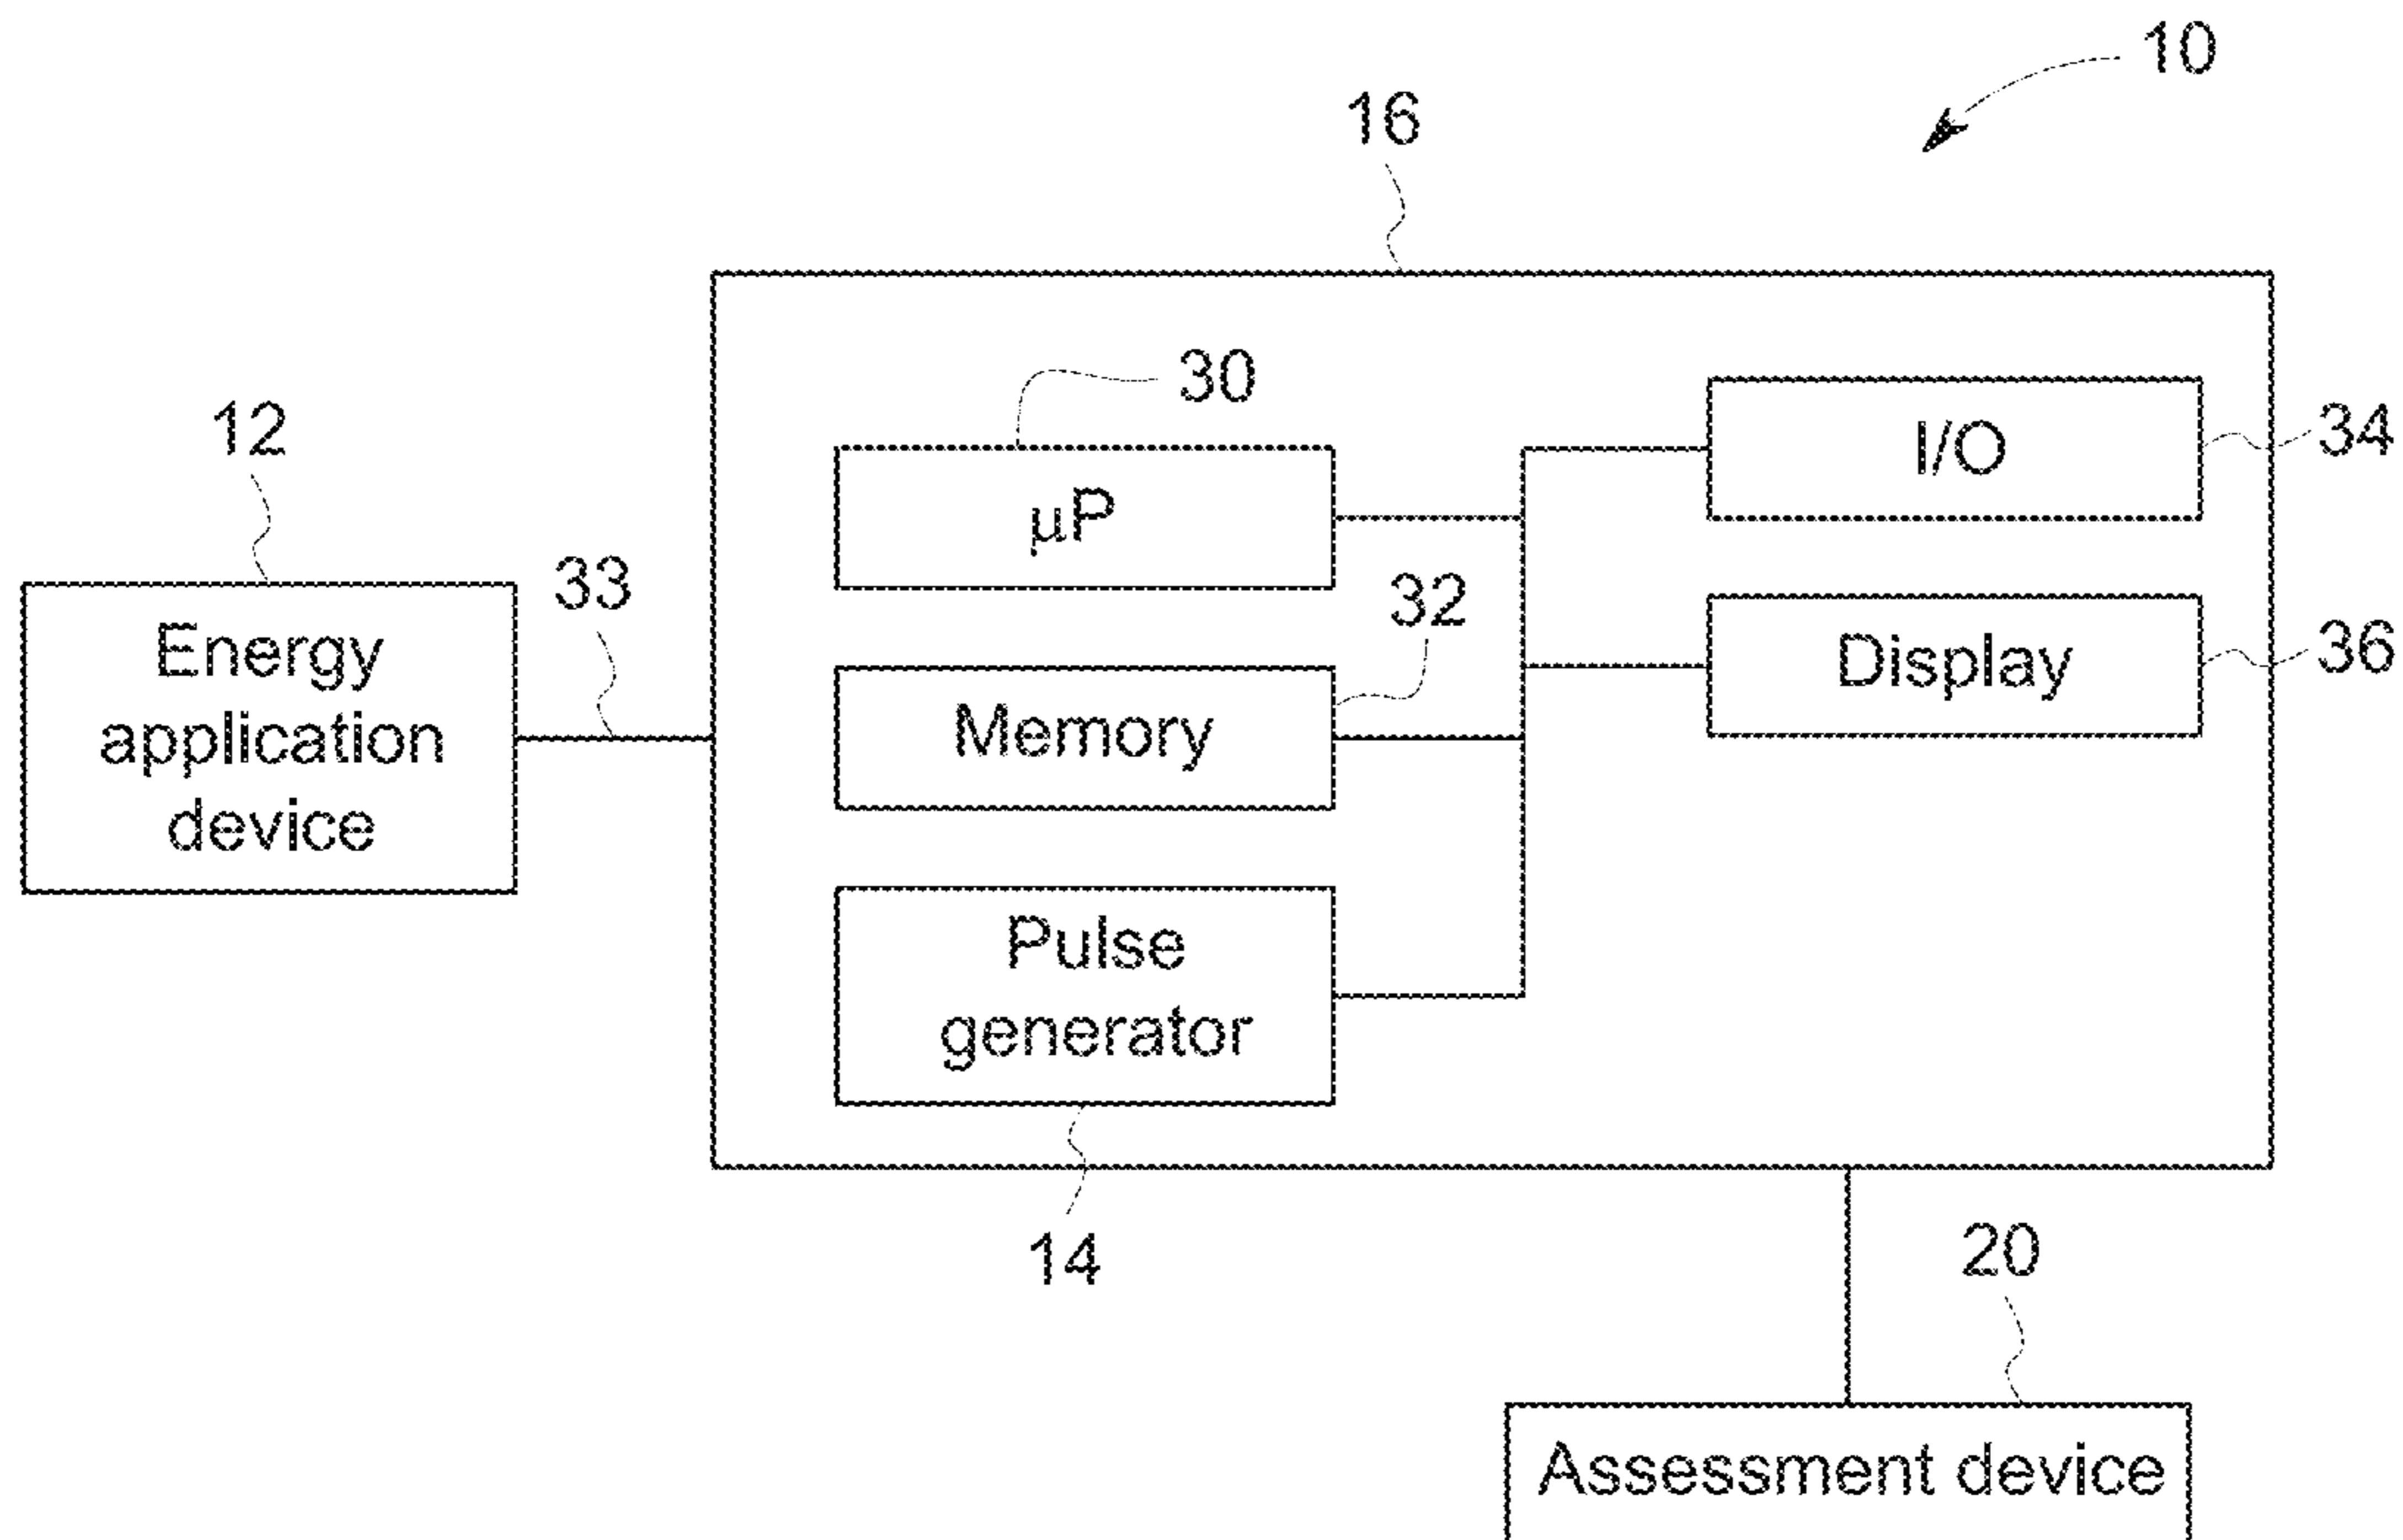 10
16
30
34
I/O
12
µP
33
32
36
Energy
application
device
Display
Memory
Pulse
generator
14
20
Assessment device